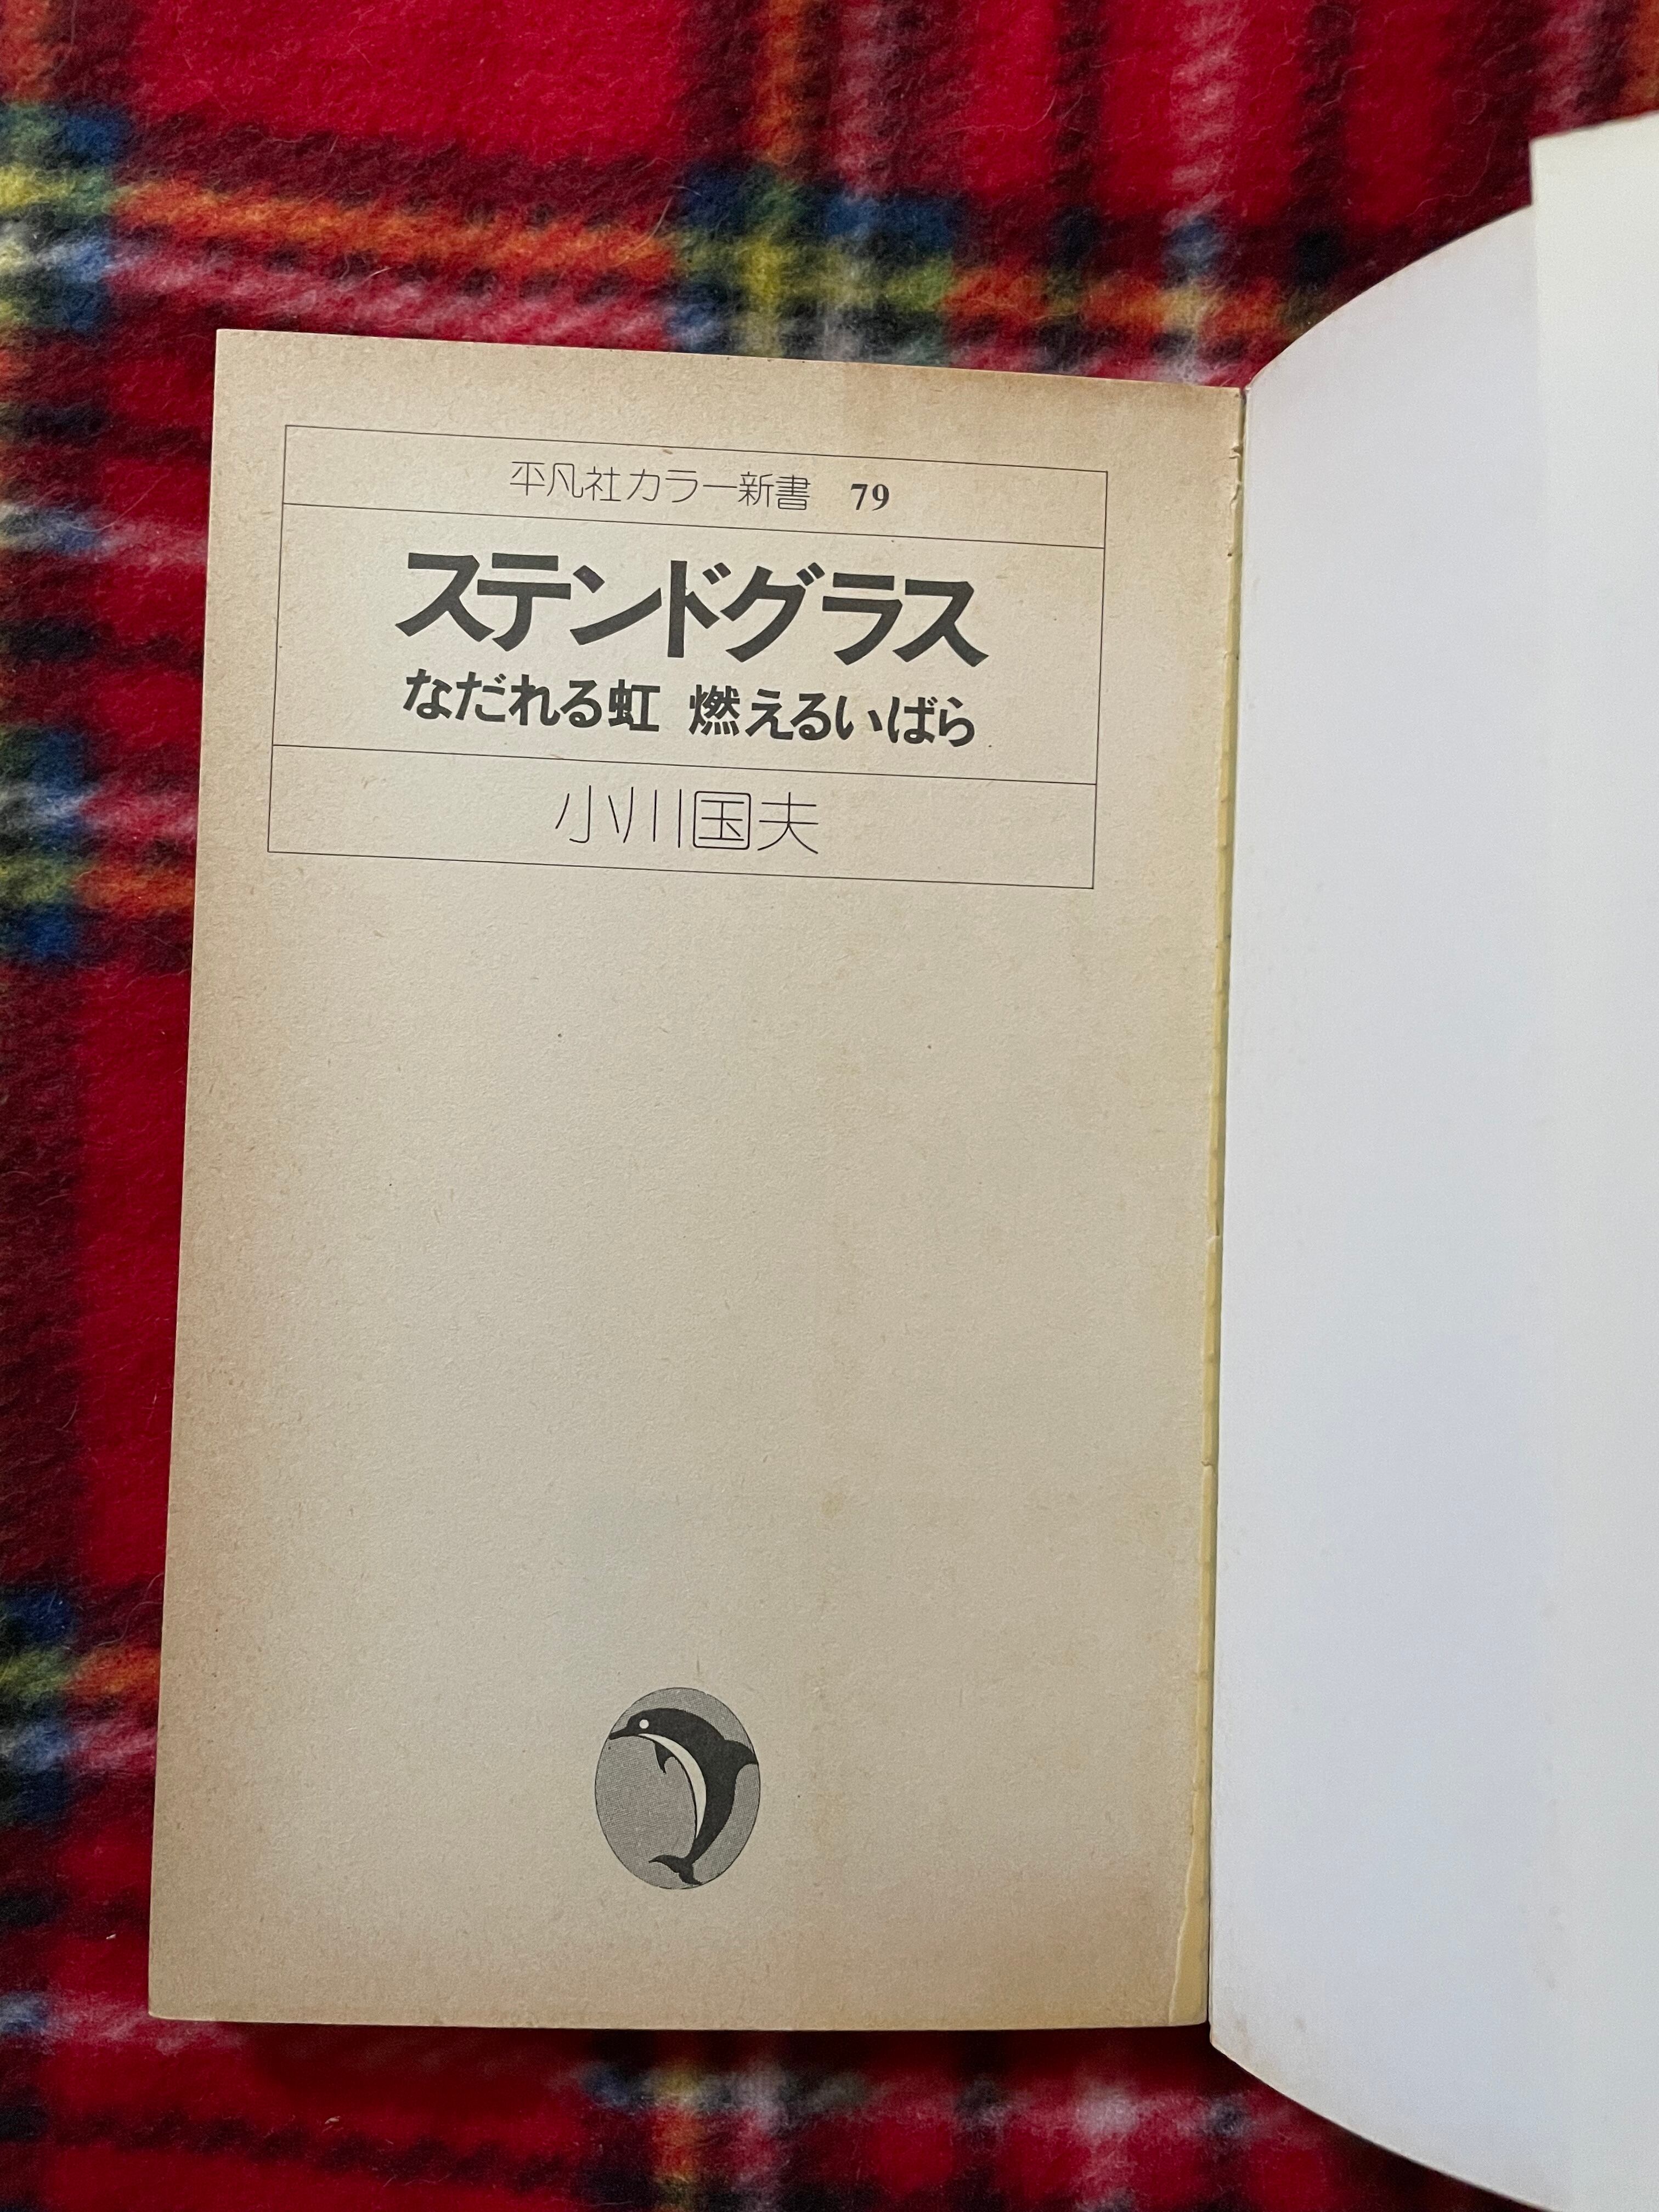 平凡社カラー新書 79
ステンドグラス
なだれる虹 燃えるいばら
小川国夫